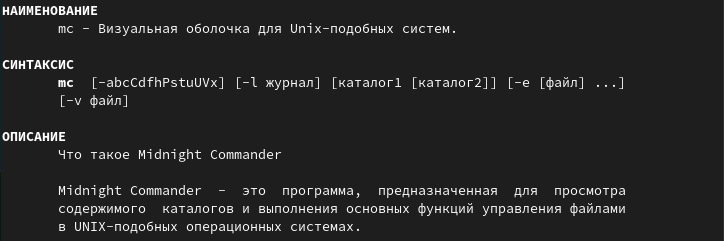 НАИМЕНОВАНИЕ
mc - Визуальная оболочка для Unix-подобных систем.
СИНТАКСИС
mc [-abcCdfhPstuUVx] [-l журнал] [каталог1 [каталог2]] [-e [файл] ...]
[-v файл]
ОПИСАНИЕ
Что такое Midnight Commander
Midnight Commander - это программа, предназначенная для просмотра
содержимого каталогов и выполнения основных функций управления файлами
в UNIX-подобных операционных системах.